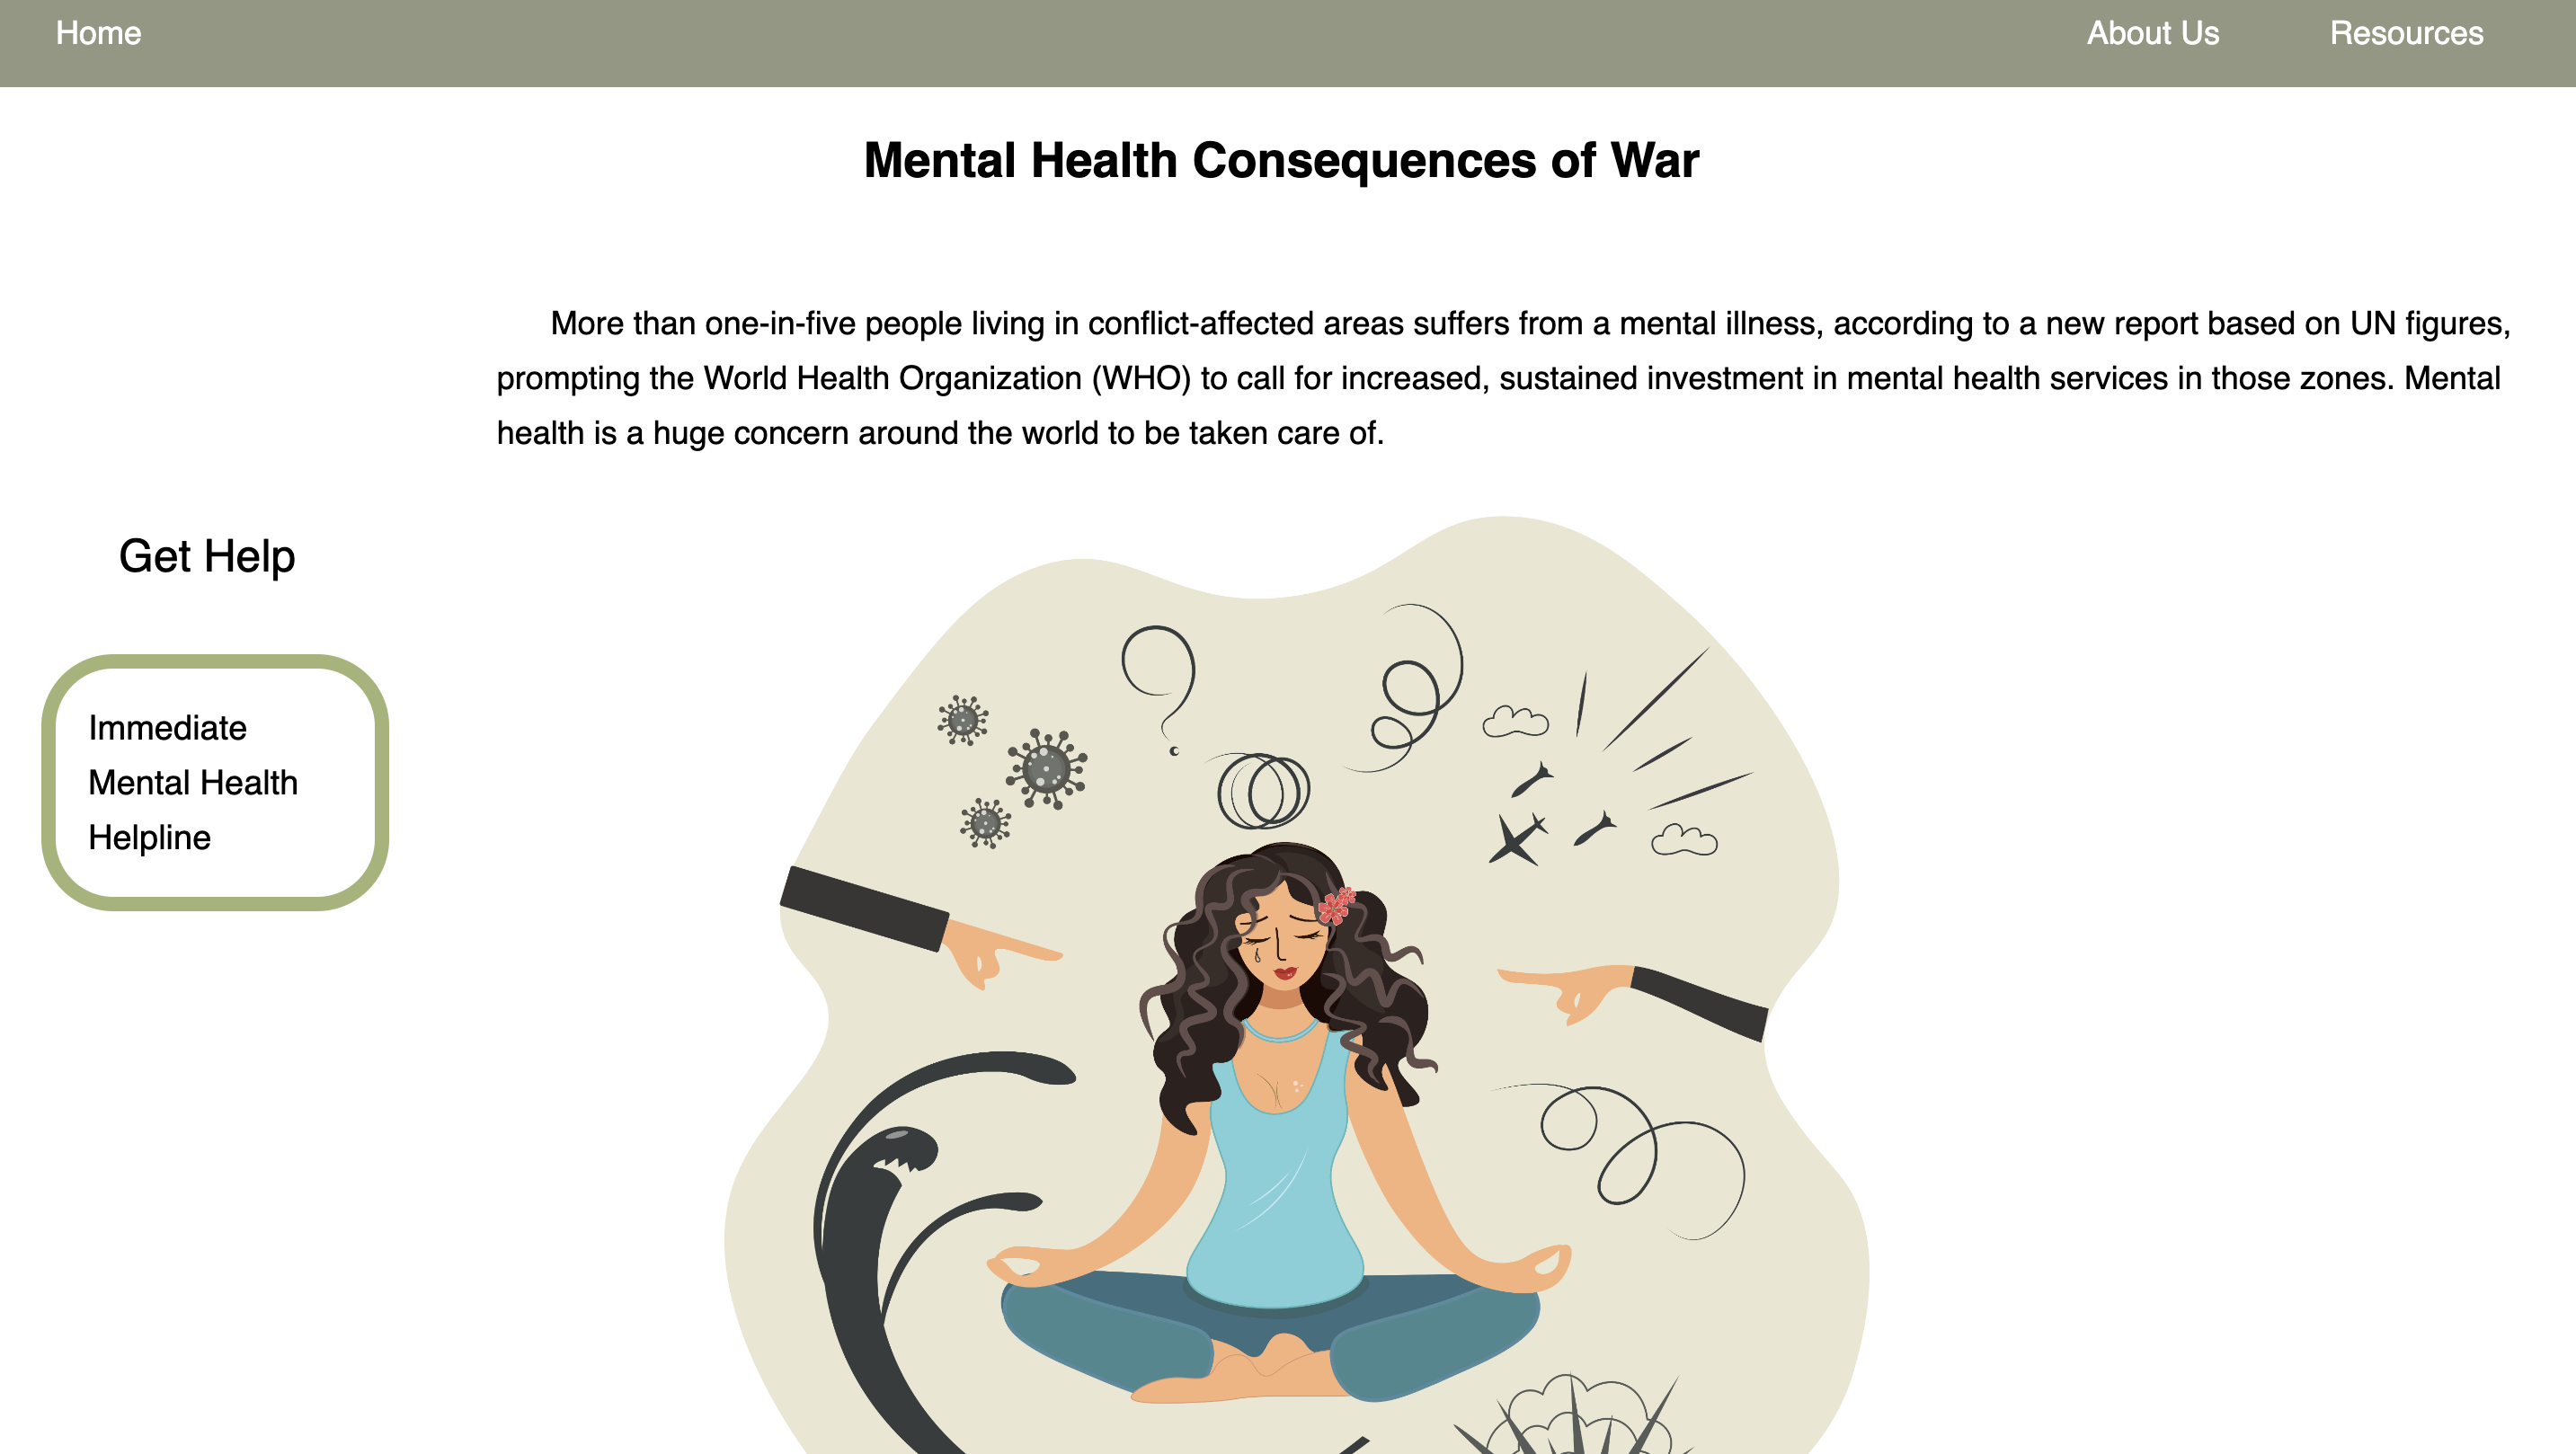 Home
About Us
Resources
Mental Health Consequences of War
More than one-in-five people living in conflict-affected areas suffers from a mental illness, according to a new report based on UN figures,
prompting the World Health Organization (WHO) to call for increased, sustained investment in mental health services in those zones. Mental
health is a huge concern around the world to be taken care of.
Get Help
Immediate
Mental Health
Helpline